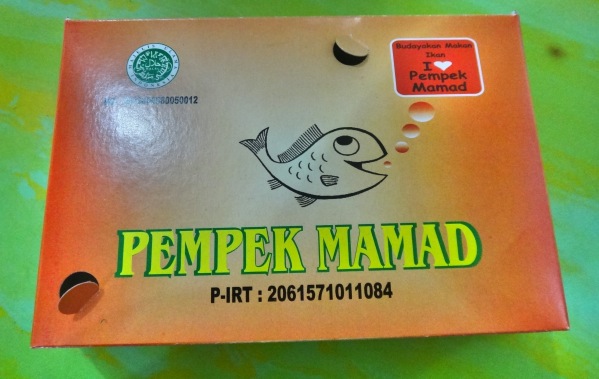 Budayakan Makan
Ikan
I ❤
Pempek
Mamad
PEMPEK MAMAD
P-IRT : 2061571011084